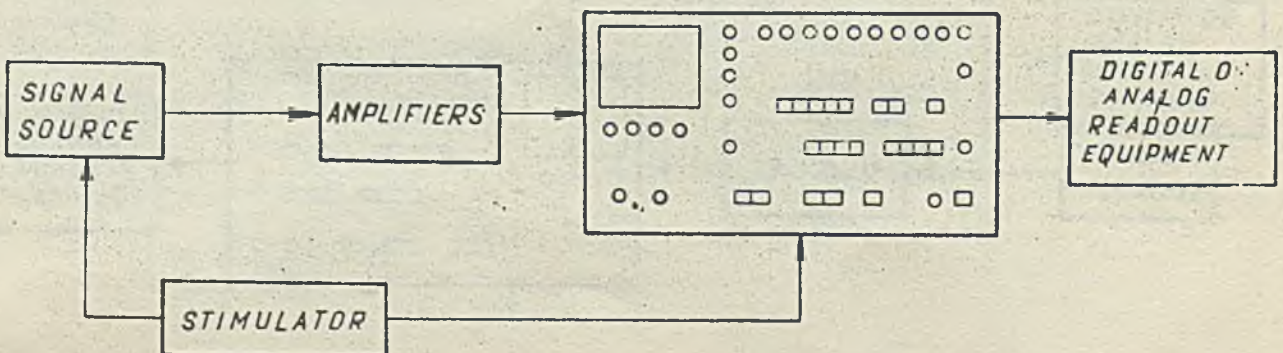 SIGNAL
SOURCE
AMPLIFIERS
DIGITAL O
ANALOG
READOUT
EQUIPMENT
STIMULATOR